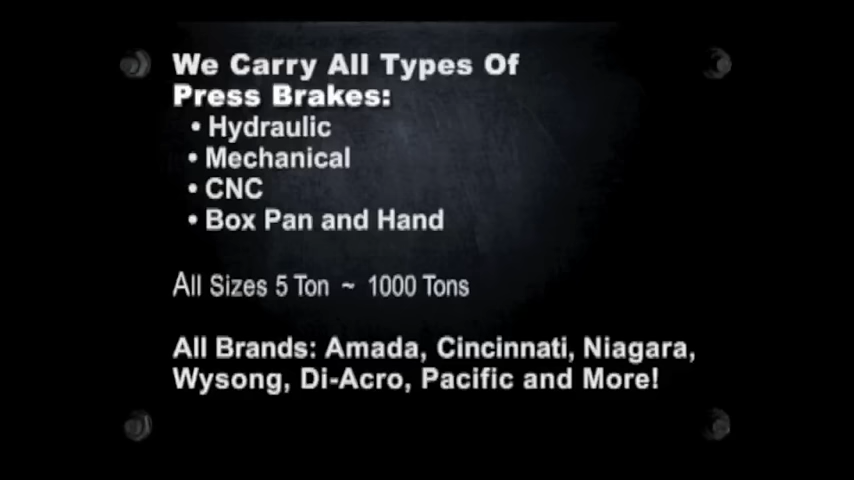 We Carry All Types Of
Press Brakes:
• Hydraulic
• Mechanical
• CNC
• Box Pan and Hand
All Sizes 5 Ton ~ 1000 Tons
All Brands: Amada, Cincinnati, Niagara,
Wysong, Di-Acro, Pacific and More!